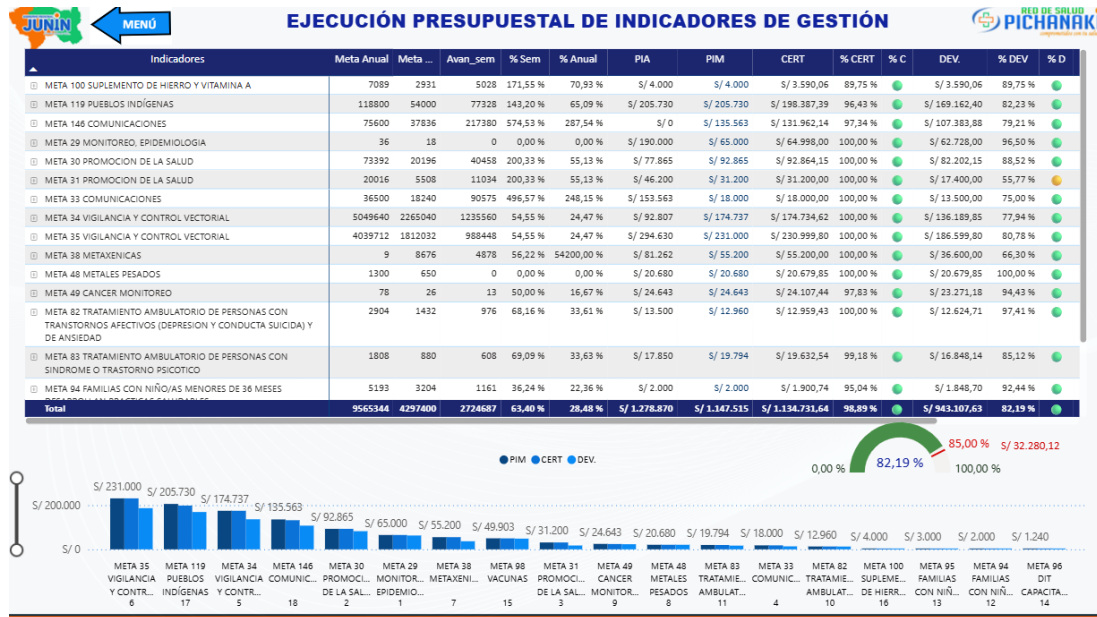 JUNÍN
MENÚ
EJECUCIÓN PRESUPUESTAL DE INDICADORES DE GESTIÓN
RED DE SALUD
PICHANAKI
Indicadores Meta Anual Meta ... Avan_sem % Sem % Anual PIA PIM CERT % CERT % C DEV. % DEV % D
META 100 SUPLEMENTO DE HIERRO Y VITAMINA A 7089 2931 5028 171,55 % 70,93 % S/ 4.000 S/ 4.000 S/ 3.590,06 89,75 % S/ 3.590,06 89,75 %
META 119 PUEBLOS INDÍGENAS 118800 54000 77328 143,20 % 65,09 % S/ 205.730 S/ 205.730 S/ 198.387,39 96,43 % S/ 169.162,40 82,23 %
META 146 COMUNICACIONES 75600 37836 217380 574,53 % 287,54 % S/ 0 S/ 135.563 S/ 131.962,14 97,34 % S/ 107.383,88 79,21 %
META 29 MONITOREO, EPIDEMIOLOGIA 36 18 0 0,00 % 0,00 % S/ 190.000 S/ 65.000 S/ 64.998,00 100,00 % S/ 62.728,00 96,50 %
META 30 PROMOCION DE LA SALUD 73392 20196 40458 200,33 % 55,13 % S/ 77.865 S/ 92.865 S/ 92.864,15 100,00 % S/ 82.202,15 88,52 %
META 31 PROMOCION DE LA SALUD 20016 5508 11034 200,33 % 55,13 % S/ 46.200 S/ 31.200 S/ 31.200,00 100,00 % S/ 17.400,00 55,77 %
META 33 COMUNICACIONES 36500 18240 90575 496,57 % 248,15 % S/ 153.563 S/ 18.000 S/ 18.000,00 100,00 % S/ 13.500,00 75,00 %
META 34 VIGILANCIA Y CONTROL VECTORIAL 5049640 2265040 1235560 54,55 % 24,47 % S/ 92.807 S/ 174.737 S/ 174.734,62 100,00 % S/ 136.189,85 77,94 %
META 35 VIGILANCIA Y CONTROL VECTORIAL 4039712 1812032 988448 54,55 % 24,47 % S/ 294.630 S/ 231.000 S/ 230.999,80 100,00 % S/ 186.599,80 80,78 %
META 38 METAXENICAS 9 8676 4878 56,22 % 54200,00 % S/ 81.262 S/ 55.200 S/ 55.200,00 100,00 % S/ 36.600,00 66,30 %
META 48 METALES PESADOS 1300 650 0 0,00 % 0,00 % S/ 20.680 S/ 20.680 S/ 20.679,85 100,00 % S/ 20.679,85 100,00 %
META 49 CANCER MONITOREO 78 26 13 50,00 % 16,67 % S/ 24.643 S/ 24.643 S/ 24.107,44 97,83 % S/ 23.271,18 94,43 %
META 82 TRATAMIENTO AMBULATORIO DE PERSONAS CON 2904 1432 976 68,16 % 33,61 % S/ 13.500 S/ 12.960 S/ 12.959,43 100,00 % S/ 12.624,71 97,41 %
TRANSTORNOS AFECTIVOS (DEPRESION Y CONDUCTA SUICIDA) Y
DE ANSIEDAD
META 83 TRATAMIENTO AMBULATORIO DE PERSONAS CON 1808 880 608 69,09 % 33,63 % S/ 17.850 S/ 19.794 S/ 19.632,54 99,18 % S/ 16.848,14 85,12 %
SINDROME O TRASTORNO PSICOTICO
META 94 FAMILIAS CON NIÑO/AS MENORES DE 36 MESES 5193 3204 1161 36,24 % 22,36 % S/ 2.000 S/ 2.000 S/ 1.900,74 95,04 % S/ 1.848,70 92,44 %
Total 9565344 4297400 2724687 63,40 % 28,48 % S/ 1.278.870 S/ 1.147.515 S/ 1.134.731,64 98,89 % S/ 943.107,63 82,19 %
85,00 % S/ 32.280,12
0,00 % 82,19 % 100,00 %
PIM CERT DEV.
S/ 200.000
S/ 0
S/ 231.000 S/ 205.730 S/ 174.737 S/ 135.563 S/ 92.865 S/ 65.000 S/ 55.200 S/ 49.903 S/ 31.200 S/ 24.643 S/ 20.680 S/ 19.794 S/ 18.000 S/ 12.960 S/ 4.000 S/ 3.000 S/ 2.000 S/ 1.240
META 35 META 119 META 34 META 146 META 30 META 29 META 38 META 98 META 31 META 49 META 48 META 83 META 33 META 82 META 100 META 95 META 94 META 96
VIGILANCIA PUEBLOS VIGILANCIA COMUNIC... PROMOCI... MONITOR... METAXENI... VACUNAS PROMOCI... CANCER METALES TRATAMIE... COMUNIC... TRATAMIE... SUPLEME... FAMILIAS FAMILIAS DIT
Y CONTR... INDÍGENAS Y CONTR... DE LA SAL... EPIDEMIO... DE LA SAL... MONITOR... PESADOS AMBULAT... AMBULAT... DE HIERR... CON NIÑ... CON NIÑ... CAPACITA...
6 17 5 18 2 1 7 15 3 9 8 11 4 10 16 13 12 14